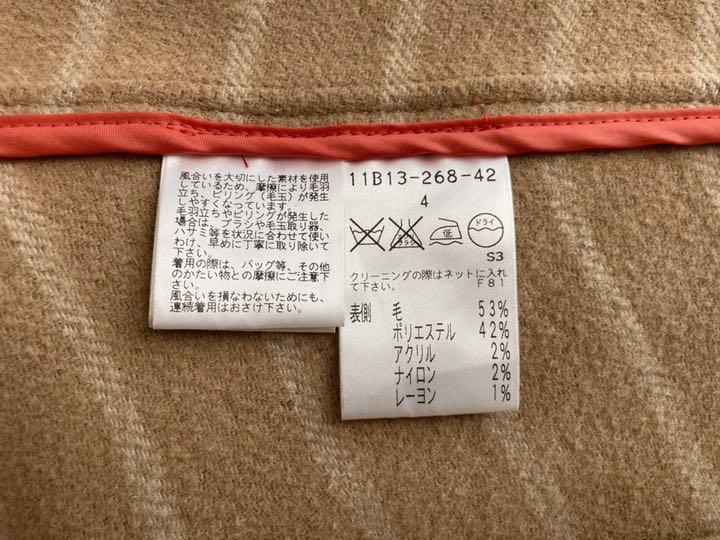 風合いを大切にした素材を使用
しているため、摩擦により毛羽
立ち、ピリング（毛玉）が発生
しやすくなっています。
毛羽立ちやピリングが発生した
場合は、ブラシや毛玉取り器、
ハサミ等を状況に合わせて使い
わけ、早めに丁寧に取り除いて
下さい。
着用の際は、バッグ等、その他
のかたい物との摩擦にご注意下
さい。
風合いを損なわないためにも、
連続着用はおさけ下さい。
11B13-268-42
4
エンソ
サラシ
低
ドライ
S3
クリーニングの際はネットに入れ
て下さい。 F81
表側 毛 53%
ポリエステル 42%
アクリル 2%
ナイロン 2%
レーヨン 1%